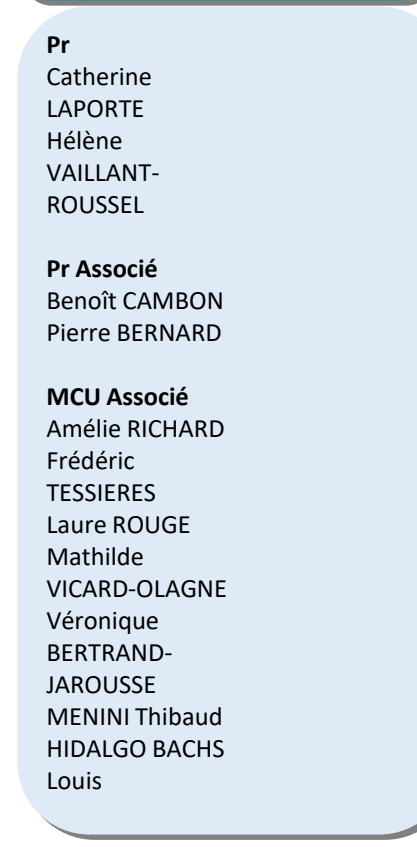 Pr
Catherine
LAPORTE
Hélène
VAILLANT-
ROUSSEL
Pr Associé
Benoît CAMBON
Pierre BERNARD
MCU Associé
Amélie RICHARD
Frédéric
TESSIERES
Laure ROUGE
Mathilde
VICARD-OLAGNE
Véronique
BERTRAND-
JAROUSSE
MENINI Thibaud
HIDALGO BACHS
Louis